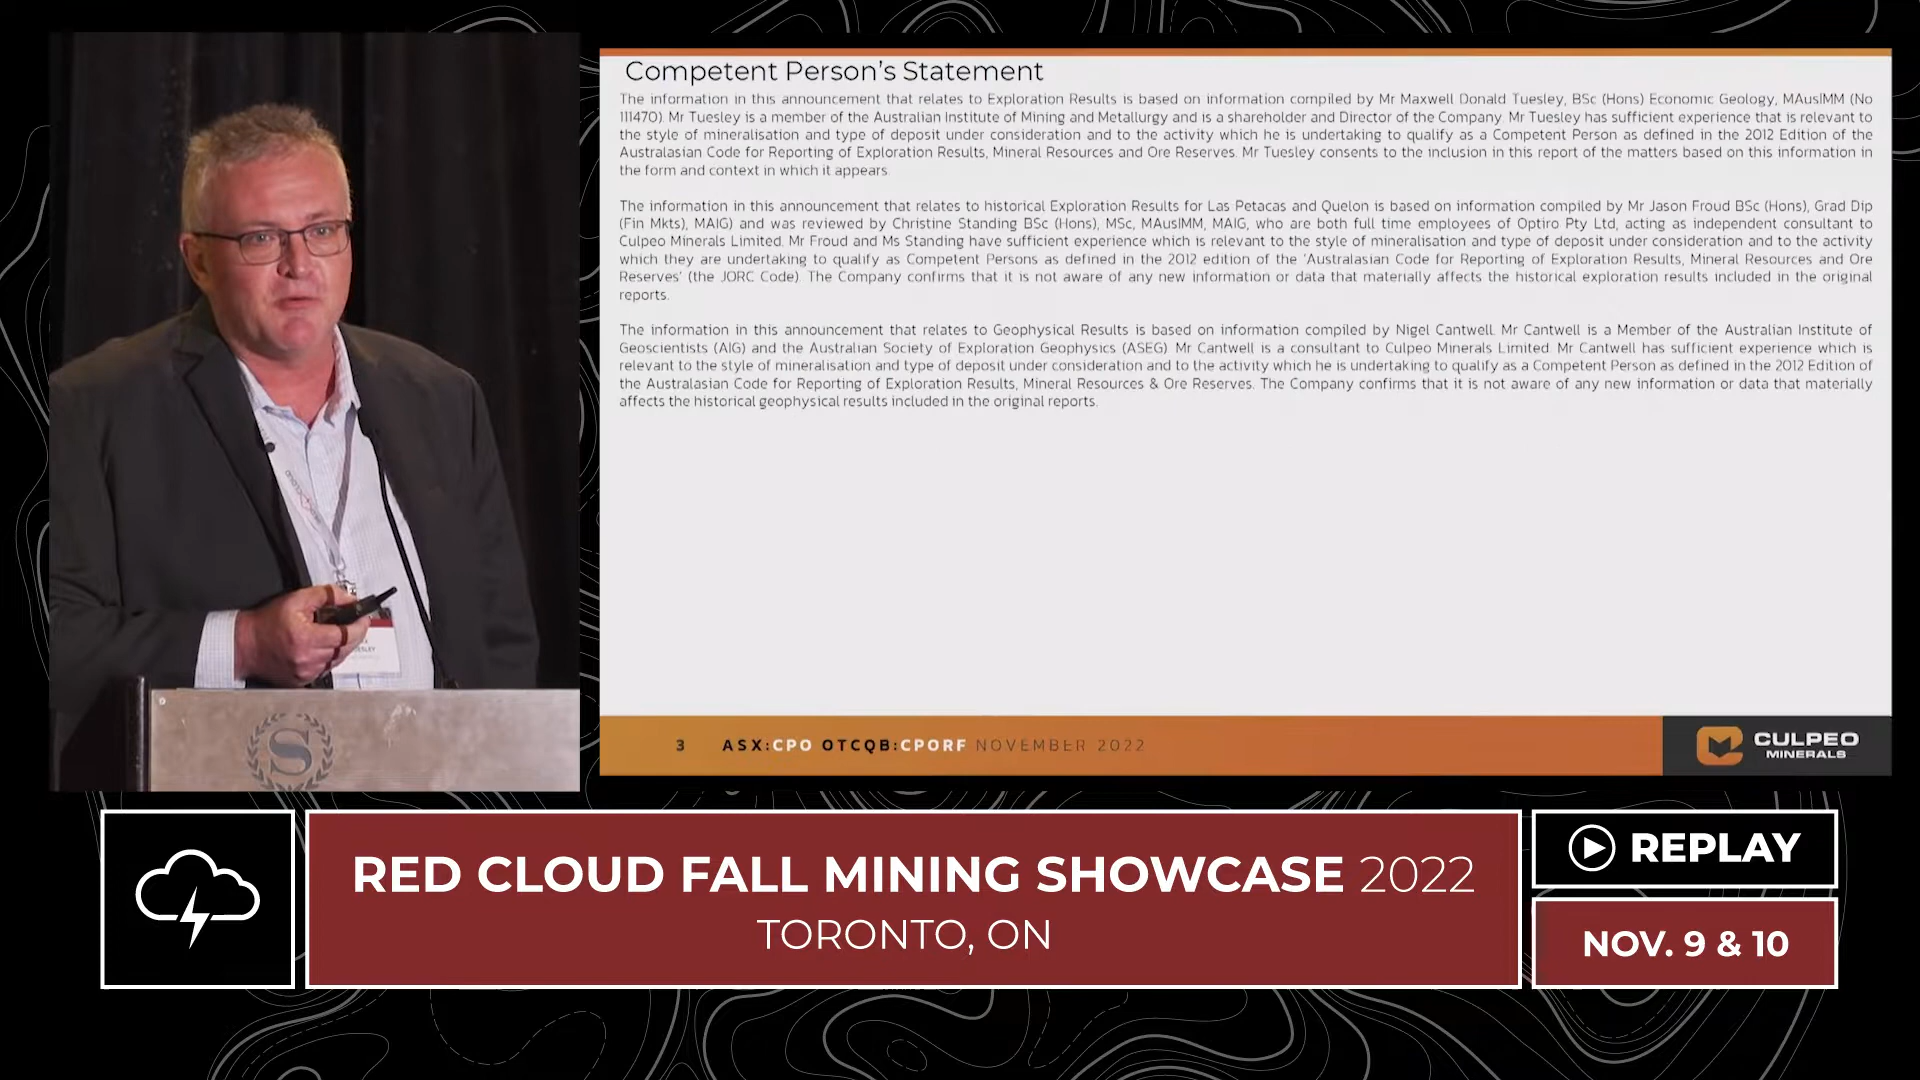 Competent Person's Statement
The information in this announcement that relates to Exploration Results is based on information compiled by Mr Maxwell Donald Tuesley, BSc (Hons) Economic Geology, MAusIMM (No
111470). Mr Tuesley is a member of the Australian Institute of Mining and Metallurgy and is a shareholder and Director of the Company. Mr Tuesley has sufficient experience that is relevant to
the style of mineralisation and type of deposit under consideration and to the activity which he is undertaking to qualify as a Competent Person as defined in the 2012 Edition of the
Australasian Code for Reporting of Exploration Results, Mineral Resources and Ore Reserves. Mr Tuesley consents to the inclusion in this report of the matters based on this information in
the form and context in which it appears
The information in this announcement that relates to historical Exploration Results for Las Petacas and Quelon is based on information compiled by Mr Jason Froud BSc (Hons), Grad Dip
(Fin Mkts), MAIG) and was reviewed by Christine Standing BSc (Hons), MSc, MAusIMM, MAIG, who are both full time employees of Optiro Pty Ltd, acting as independent consultant to
Culpeo Minerals Limited. Mr Froud and Ms Standing have sufficient experience which is relevant to the style of mineralisation and type of deposit under consideration and to the activity
which they are undertaking to qualify as Competent Persons as defined in the 2012 edition of the 'Australasian Code for Reporting of Exploration Results, Mineral Resources and Ore
Reserves' (the JORC Code). The Company confirms that it is not aware of any new information or data that materially affects the historical exploration results included in the original
reports.
The information in this announcement that relates to Geophysical Results is based on information compiled by Nigel Cantwell. Mr Cantwell is a Member of the Australian Institute of
Geoscientists (AIG) and the Australian Society of Exploration Geophysics (ASEG). Mr Cantwell is a consultant to Culpeo Minerals Limited. Mr Cantwell has sufficient experience which is
relevant to the style of mineralisation and type of deposit under consideration and to the activity which he is undertaking to qualify as a Competent Person as defined in the 2012 Edition of
the Australasian Code for Reporting of Exploration Results, Mineral Resources & Ore Reserves. The Company confirms that it is not aware of any new information or data that materially
affects the historical geophysical results included in the original reports.
3 ASX:CPO OTCQB:CPORF NOVEMBER 2022
CULPEO
MINERALS
S
RED CLOUD FALL MINING SHOWCASE 2022
TORONTO, ON
REPLAY
NOV. 9 & 10